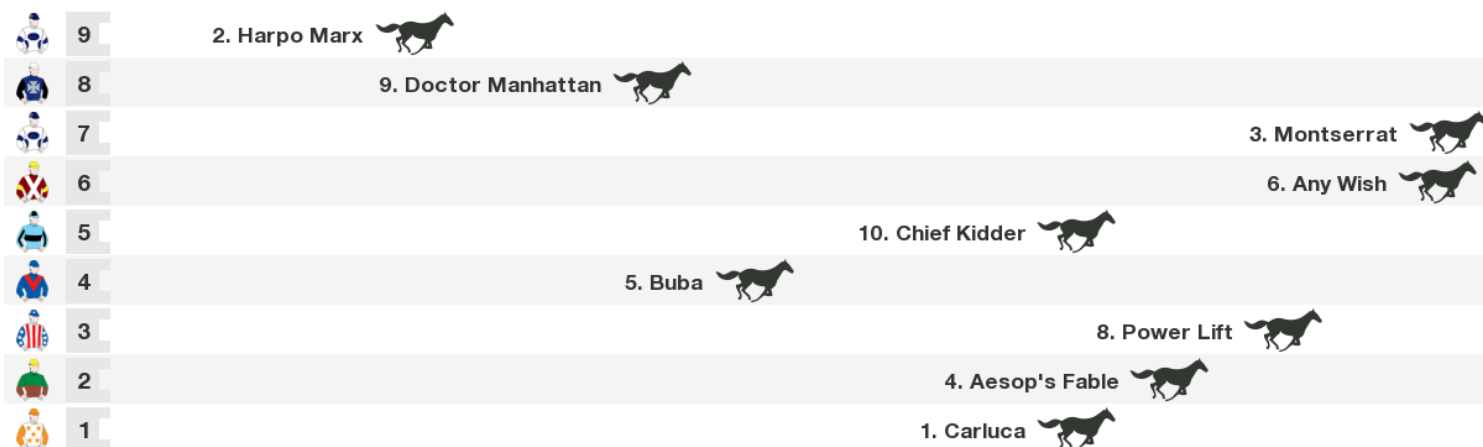 9 2. Harpo Marx
8 9. Doctor Manhattan
7 3. Montserrat
6 6. Any Wish
5 10. Chief Kidder
4 5. Buba
3 8. Power Lift
2 4. Aesop's Fable
1 1. Carluca